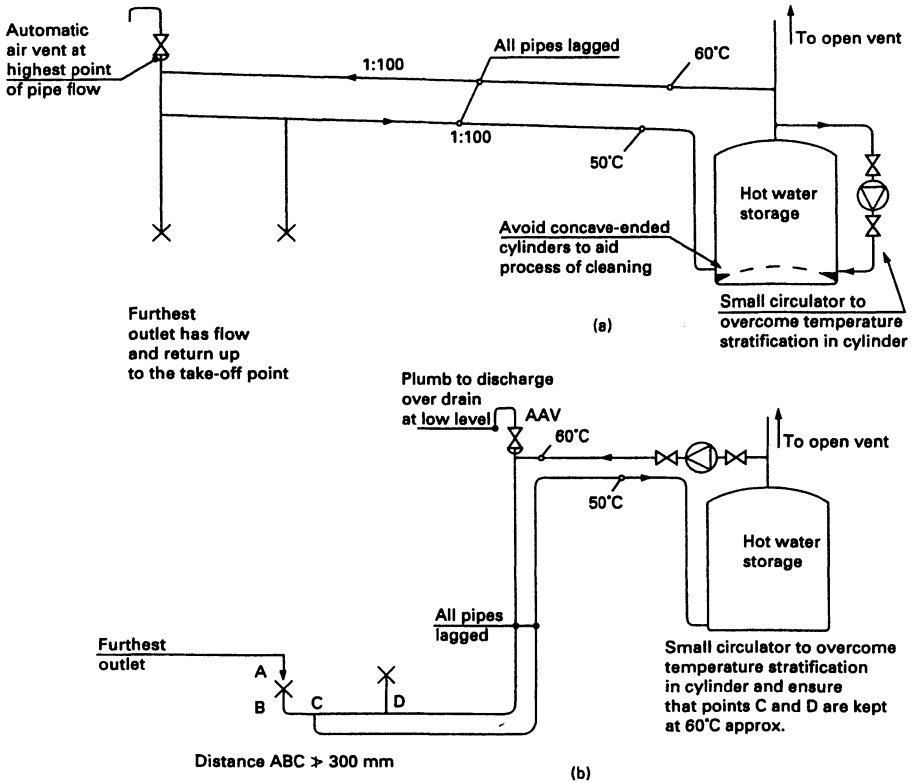 Automatic
air vent at
highest point
of pipe flow
All pipes lagged
To open vent
1:100
60°C
1:100
50°C
Hot water
storage
Avoid concave-ended
cylinders to aid
process of cleaning
Small circulator to
overcome temperature
stratification in cylinder
(a)
Furthest
outlet has flow
and return up
to the take-off point
Plumb to discharge
over drain
at low level
AAV
60°C
To open vent
50°C
Hot water
storage
All pipes
lagged
Furthest
outlet
A
B
C
D
Small circulator to overcome
temperature stratification
in cylinder and ensure
that points C and D are kept
at 60°C approx.
Distance ABC ≯ 300 mm
(b)